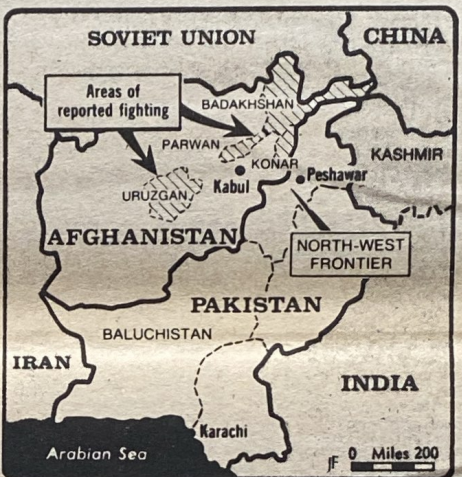 SOVIET UNION
CHINA
Areas of
reported fighting
BADAKHSHAN
PARWAN
KONAR
KASHMIR
Peshawar
URUZGAN
Kabul
AFGHANISTAN
NORTH-WEST
FRONTIER
PAKISTAN
BALUCHISTAN
IRAN
INDIA
Karachi
Arabian Sea
JF
0 Miles 200